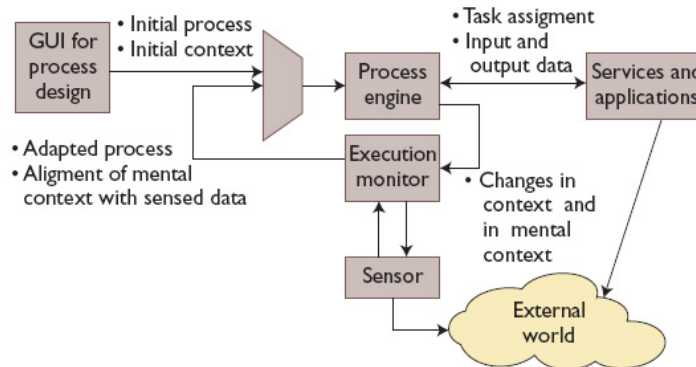 GUI for
process
design
• Initial process
• Initial context
Process
engine
• Task assigment
• Input and
output data
Services and
applications
• Adapted process
• Aligment of mental
context with sensed data
Execution
monitor
• Changes in
context and
in mental
context
Sensor
External
world